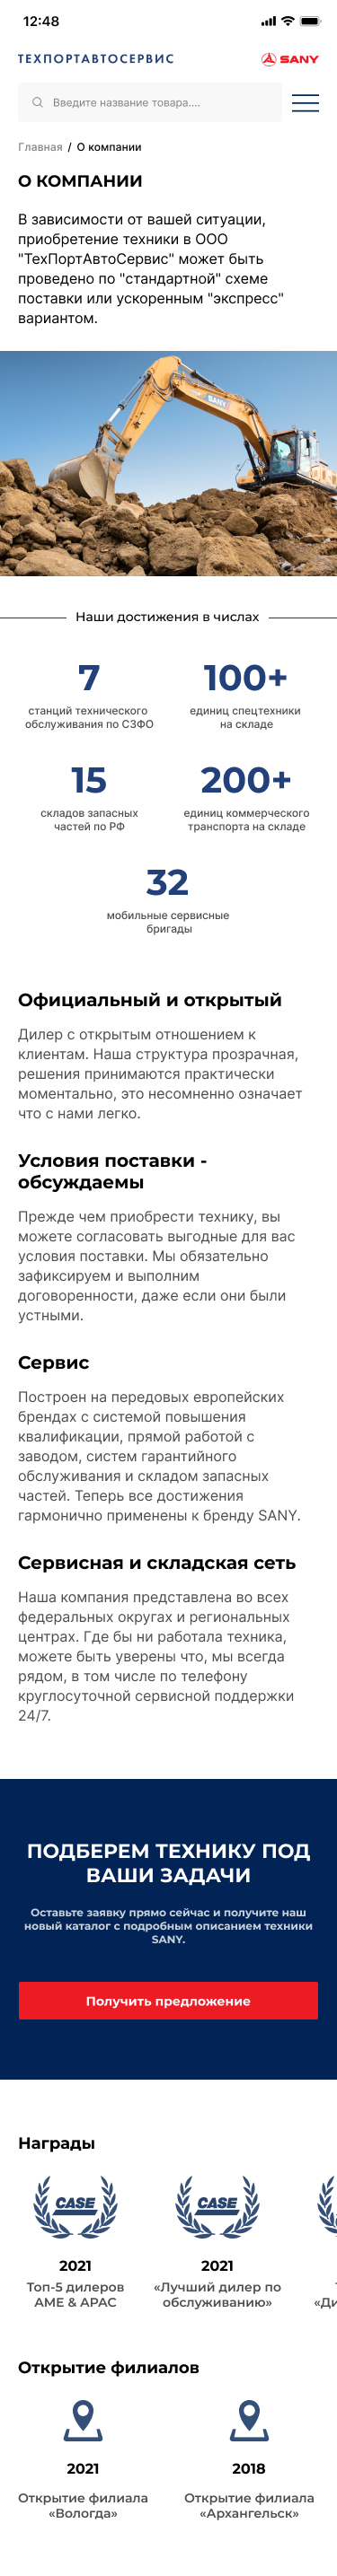 12:48
ТЕХПОРТАВТОСЕРВИС
SANY
Введите название товара....
Главная / О компании
О КОМПАНИИ
В зависимости от вашей ситуации,
приобретение техники в ООО
"ТехПортАвтоСервис" может быть
проведено по "стандартной" схеме
поставки или ускоренным "экспресс"
вариантом.
SANY
Наши достижения в числах
7
станций технического
обслуживания по СЗФО
100+
единиц спецтехники
на складе
15
складов запасных
частей по РФ
200+
единиц коммерческого
транспорта на складе
32
мобильные сервисные
бригады
Официальный и открытый
Дилер с открытым отношением к
клиентам. Наша структура прозрачная,
решения принимаются практически
моментально, это несомненно означает
что с нами легко.
Условия поставки -
обсуждаемы
Прежде чем приобрести технику, вы
можете согласовать выгодные для вас
условия поставки. Мы обязательно
зафиксируем и выполним
договоренности, даже если они были
устными.
Сервис
Построен на передовых европейских
брендах с системой повышения
квалификации, прямой работой с
заводом, систем гарантийного
обслуживания и складом запасных
частей. Теперь все достижения
гармонично применены к бренду SANY.
Сервисная и складская сеть
Наша компания представлена во всех
федеральных округах и региональных
центрах. Где бы ни работала техника,
можете быть уверены что, мы всегда
рядом, в том числе по телефону
круглосуточной сервисной поддержки
24/7.
ПОДБЕРЕМ ТЕХНИКУ ПОД
ВАШИ ЗАДАЧИ
Оставьте заявку прямо сейчас и получите наш
новый каталог с подробным описанием техники
SANY.
Получить предложение
Награды
CASE
2021
Топ-5 дилеров
AME & APAC
CASE
2021
«Лучший дилер по
обслуживанию»
Открытие филиалов
2021
Открытие филиала
«Вологда»
2018
Открытие филиала
«Архангельск»